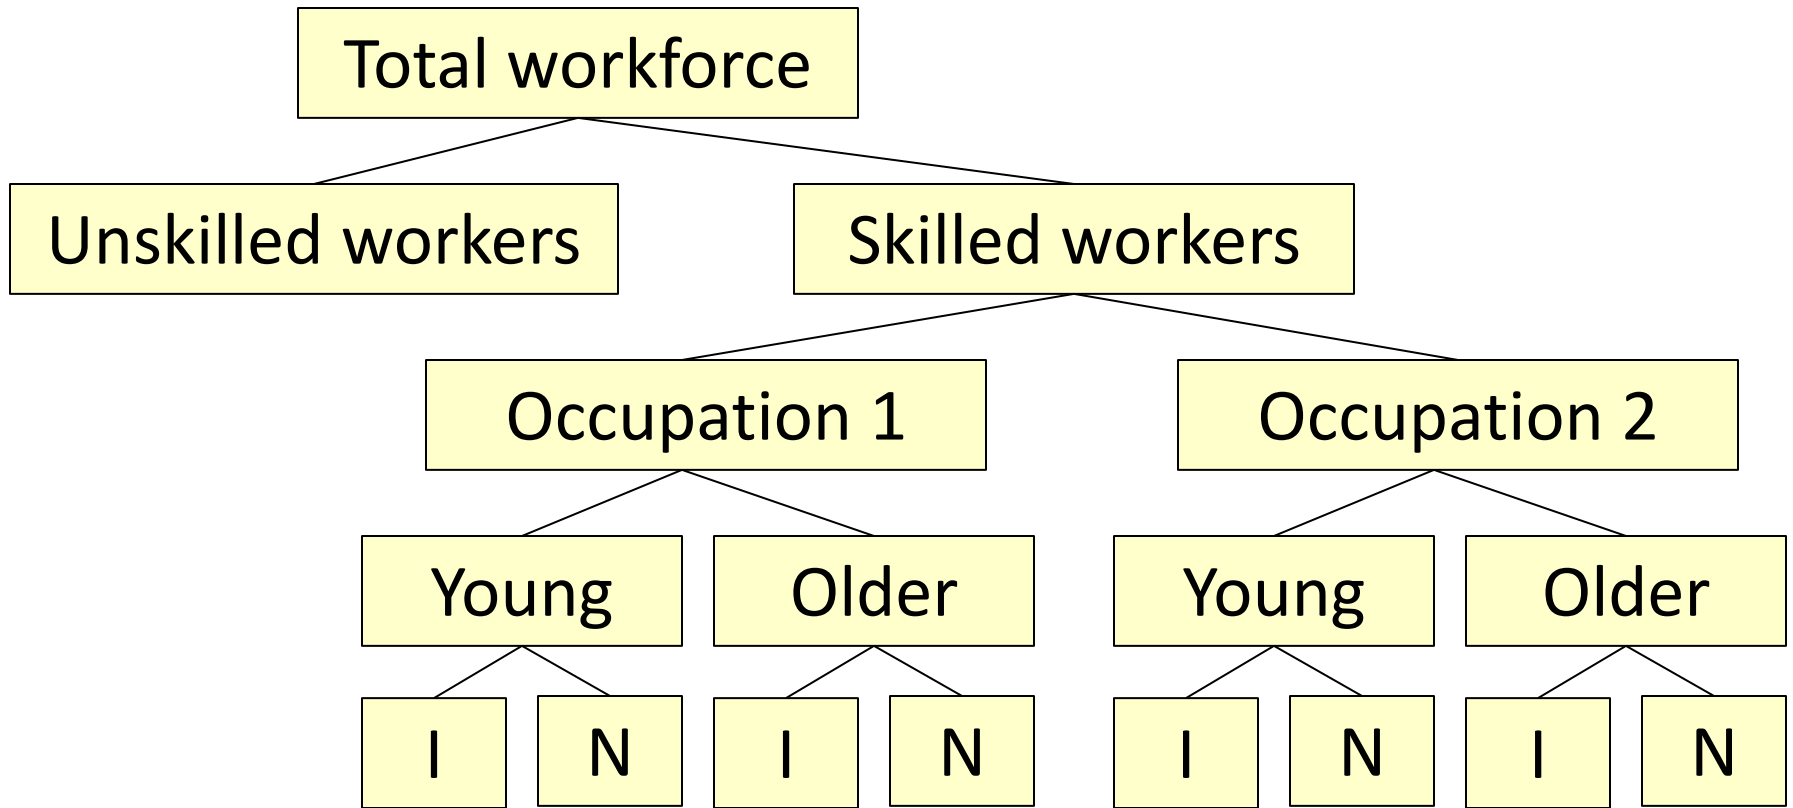 Total workforce
Unskilled workers
Skilled workers
Occupation 1
Occupation 2
Young
Older
Young
Older
I
N
I
N
I
N
I
N